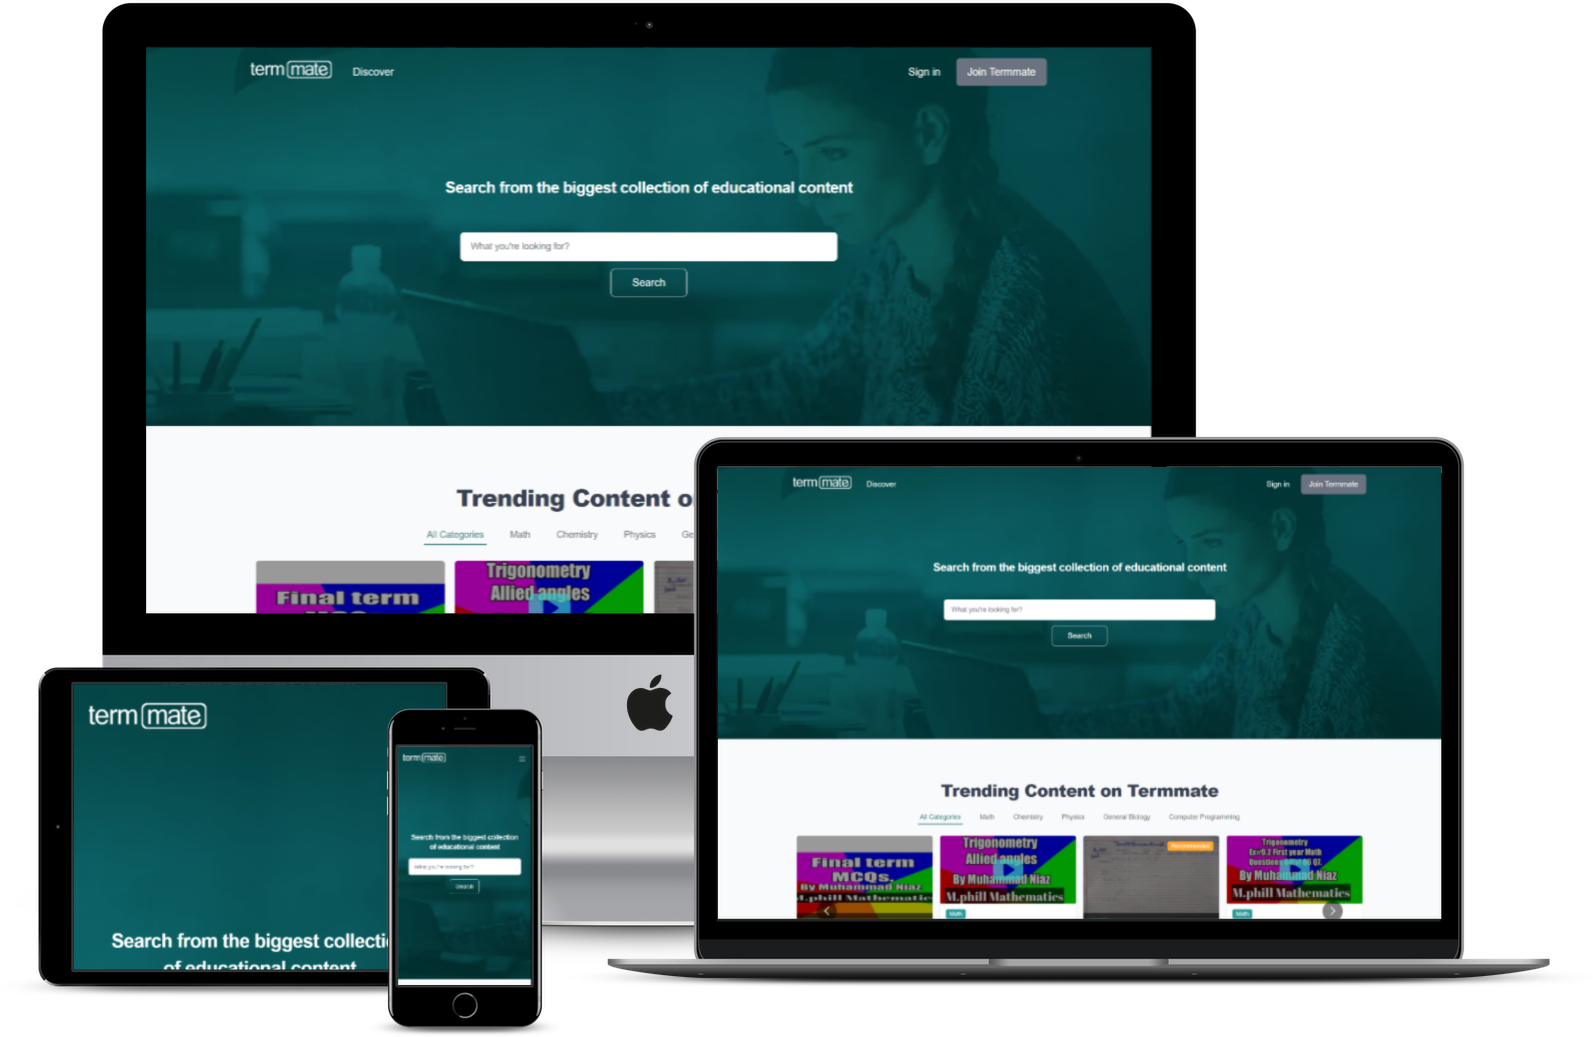 term mate
Discover
Sign in
Join Termmate
Search from the biggest collection of educational content
What you're looking for?
Search
Trending Content o
All Categories
Math
Chemistry
Physics
Ge
Final term
Trigonometry
Allied angles
term mate
Discover
Sign in
Join Termmate
Search from the biggest collection of educational content
What you're looking for?
Search
Trending Content on Termmate
All Categories
Math
Chemistry
Physics
General Biology
Computer Programming
Final term
MCQs.
By Muhammad Niaz
M.phill Mathematics
Trigonometry
Allied angles
By Muhammad Niaz
M.phill Mathematics
Math
Recommended
Trigonometry
Ex=9.2 First year Math
By Muhammad Niaz
M.phill Mathematics
Math
term mate
Search from the biggest collecti
of educational content
term mate
Search from the biggest collection
of educational content
What you're looking for?
Search